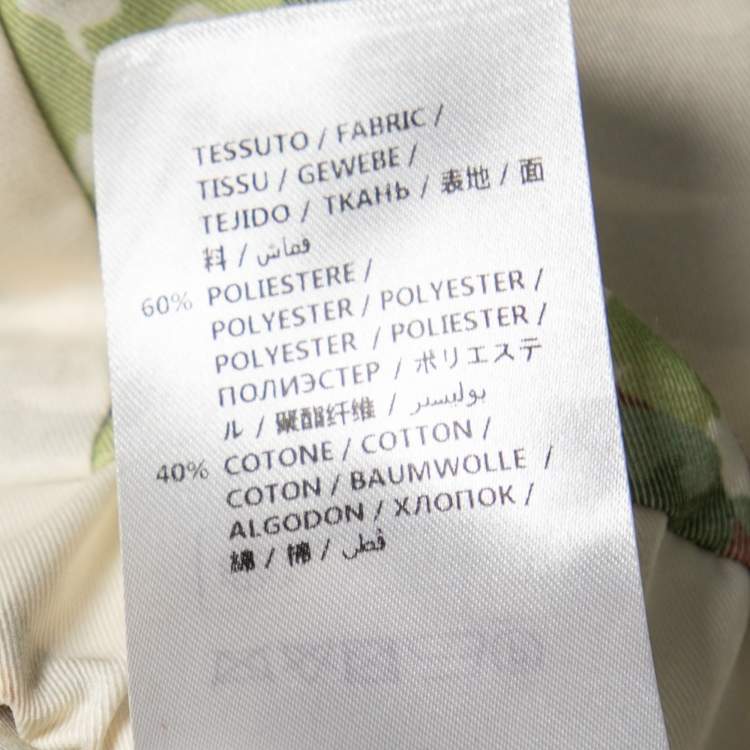 TESSUTO / FABRIC /
TISSU / GEWEBE /
TEJIDO / ТКАНЬ / 表地 / 面
料 / قماش
60% POLIESTERE /
POLYESTER / POLYESTER /
POLYESTER / POLIESTER /
ПОЛИЭСТЕР / ポリエステ
ル / 聚酯纤维 / بوليستر
40% COTONE / COTTON /
COTON / BAUMWOLLE /
ALGODON / ХЛОПОК /
綿 / 棉 / قطن